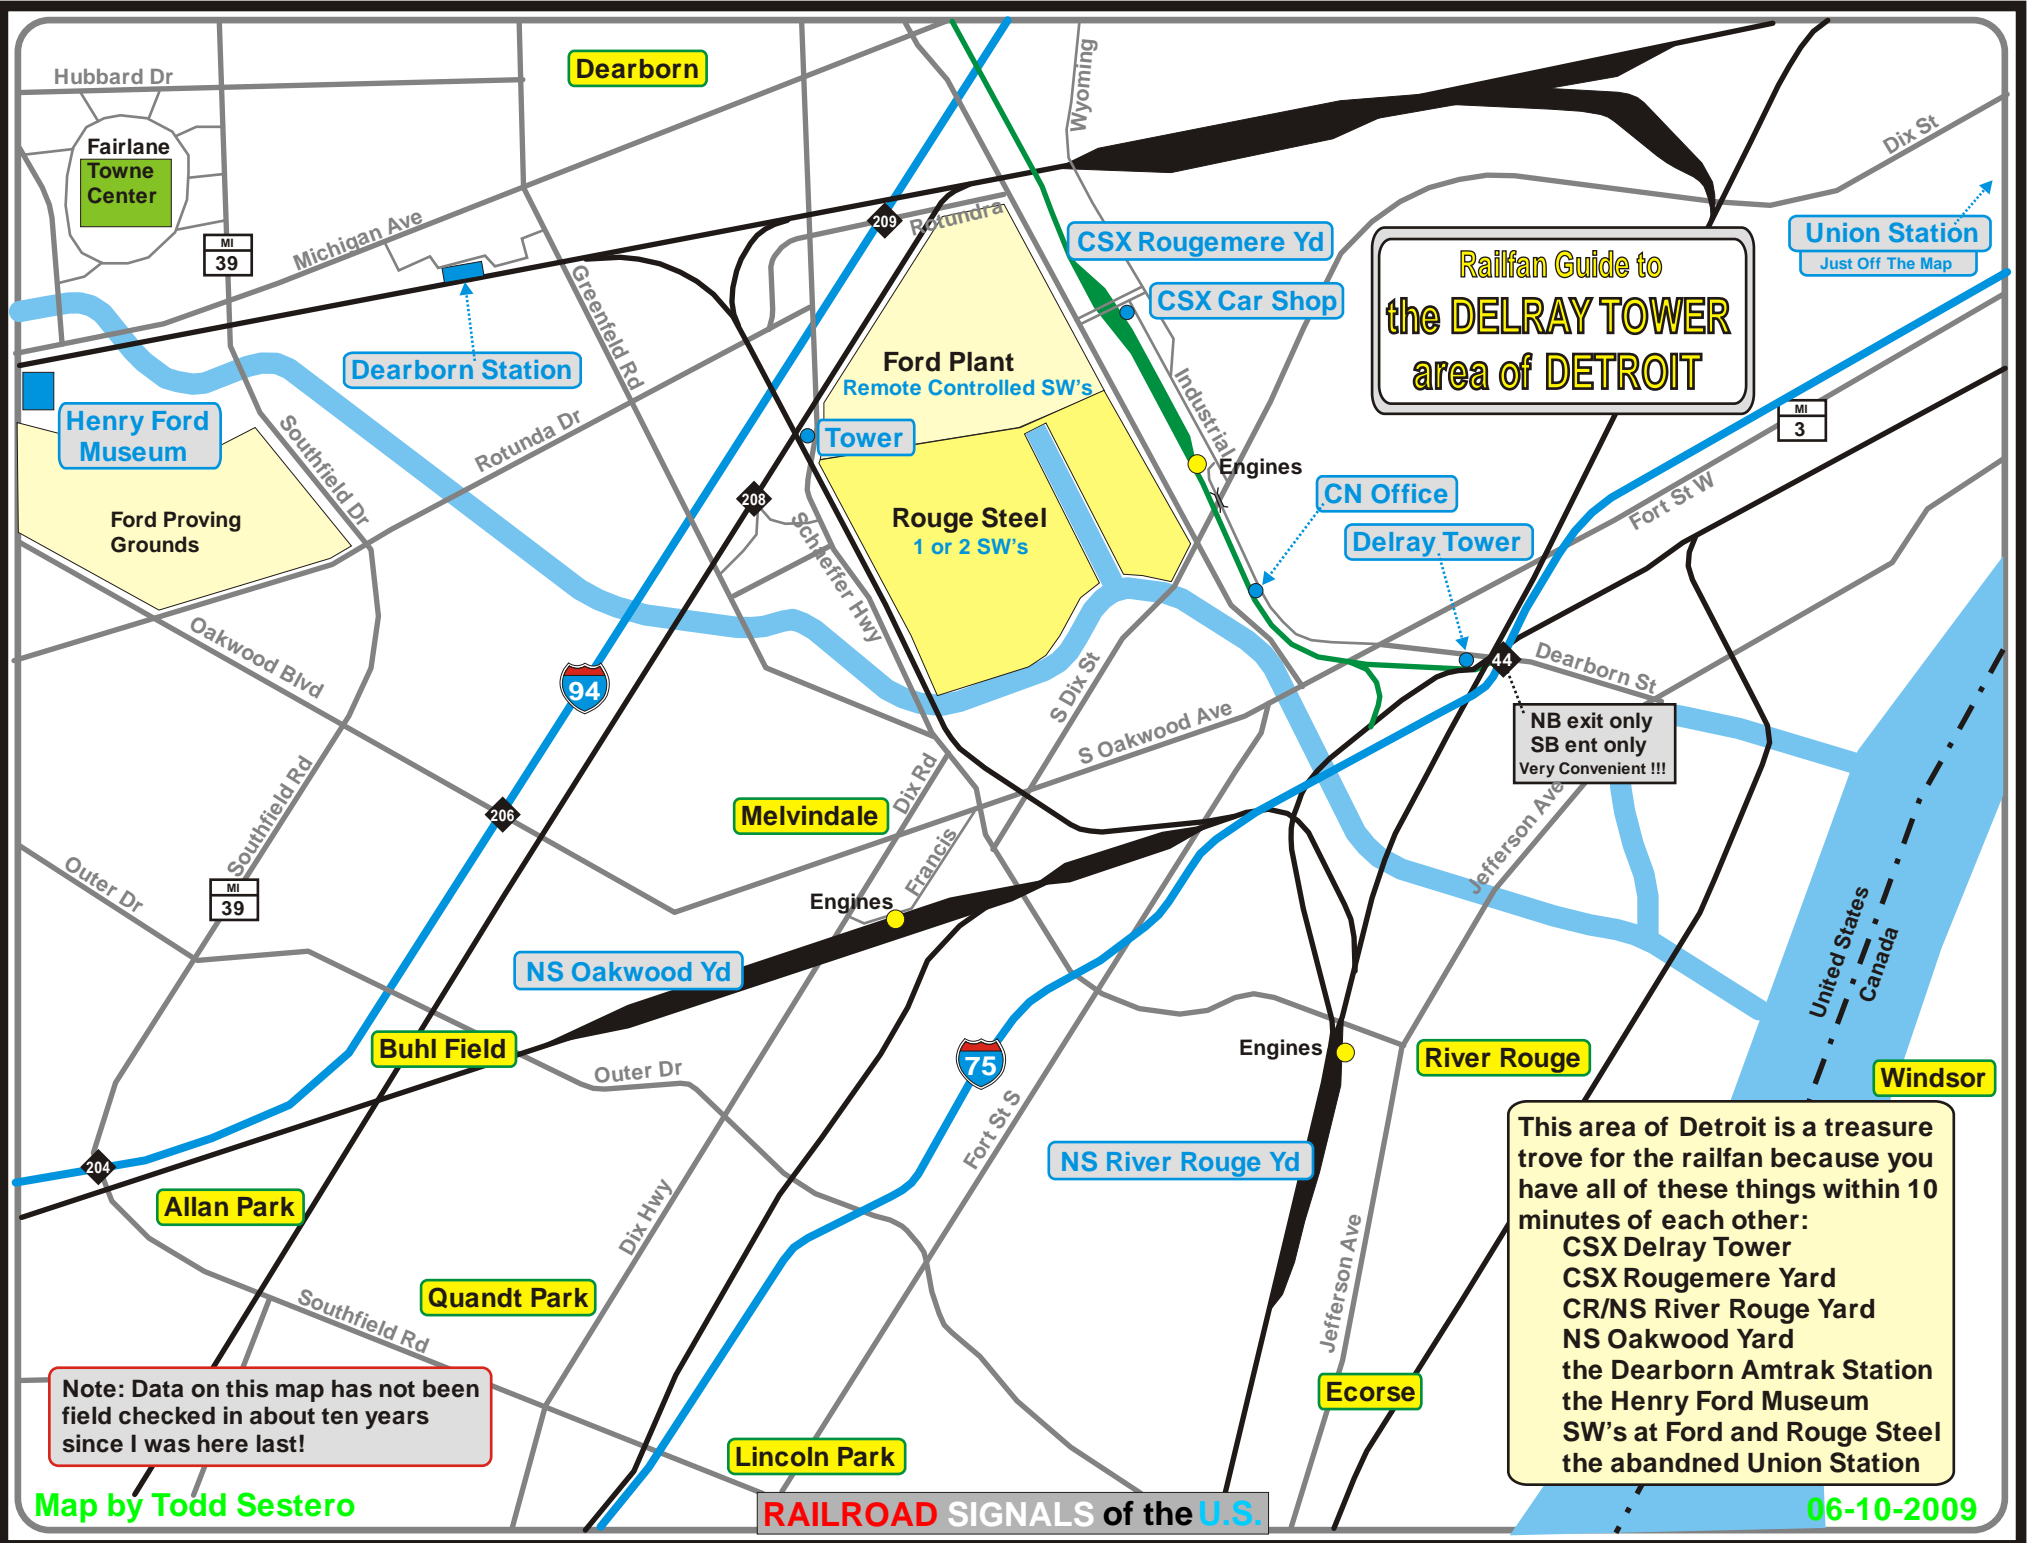 Hubbard Dr
Dearborn
Wyoming
Dix St
Fairlane
Towne
Center
MI
39
Michigan Ave
209
Rotundra
CSX Rougemere Yd
Union Station
Just Off The Map
CSX Car Shop
Railfan Guide to
the DELRAY TOWER
area of DETROIT
Greenfeld Rd
Dearborn Station
Ford Plant
Remote Controlled SW's
Industrial
MI
3
Henry Ford
Museum
Southfield Dr
Rotunda Dr
Tower
Engines
CN Office
Fort St W
208
Ford Proving
Grounds
Rouge Steel
1 or 2 SW's
Schaeffer Hwy
Delray Tower
Oakwood Blvd
94
S Dix St
44
Dearborn St
S Oakwood Ave
NB exit only
SB ent only
Very Convenient !!!
Southfield Rd
206
Melvindale
Dix Rd
Francis
Jefferson Ave
Outer Dr
MI
39
Engines
NS Oakwood Yd
United States
Canada
Buhl Field
Outer Dr
75
Engines
River Rouge
Windsor
Fort St S
NS River Rouge Yd
204
Allan Park
Dix Hwy
Jefferson Ave
Quandt Park
Southfield Rd
Ecorse
Lincoln Park
This area of Detroit is a treasure
trove for the railfan because you
have all of these things within 10
minutes of each other:
CSX Delray Tower
CSX Rougemere Yard
CR/NS River Rouge Yard
NS Oakwood Yard
the Dearborn Amtrak Station
the Henry Ford Museum
SW's at Ford and Rouge Steel
the abandned Union Station
Note: Data on this map has not been
field checked in about ten years
since I was here last!
Map by Todd Sestero
RAILROAD SIGNALS of the U.S.
06-10-2009